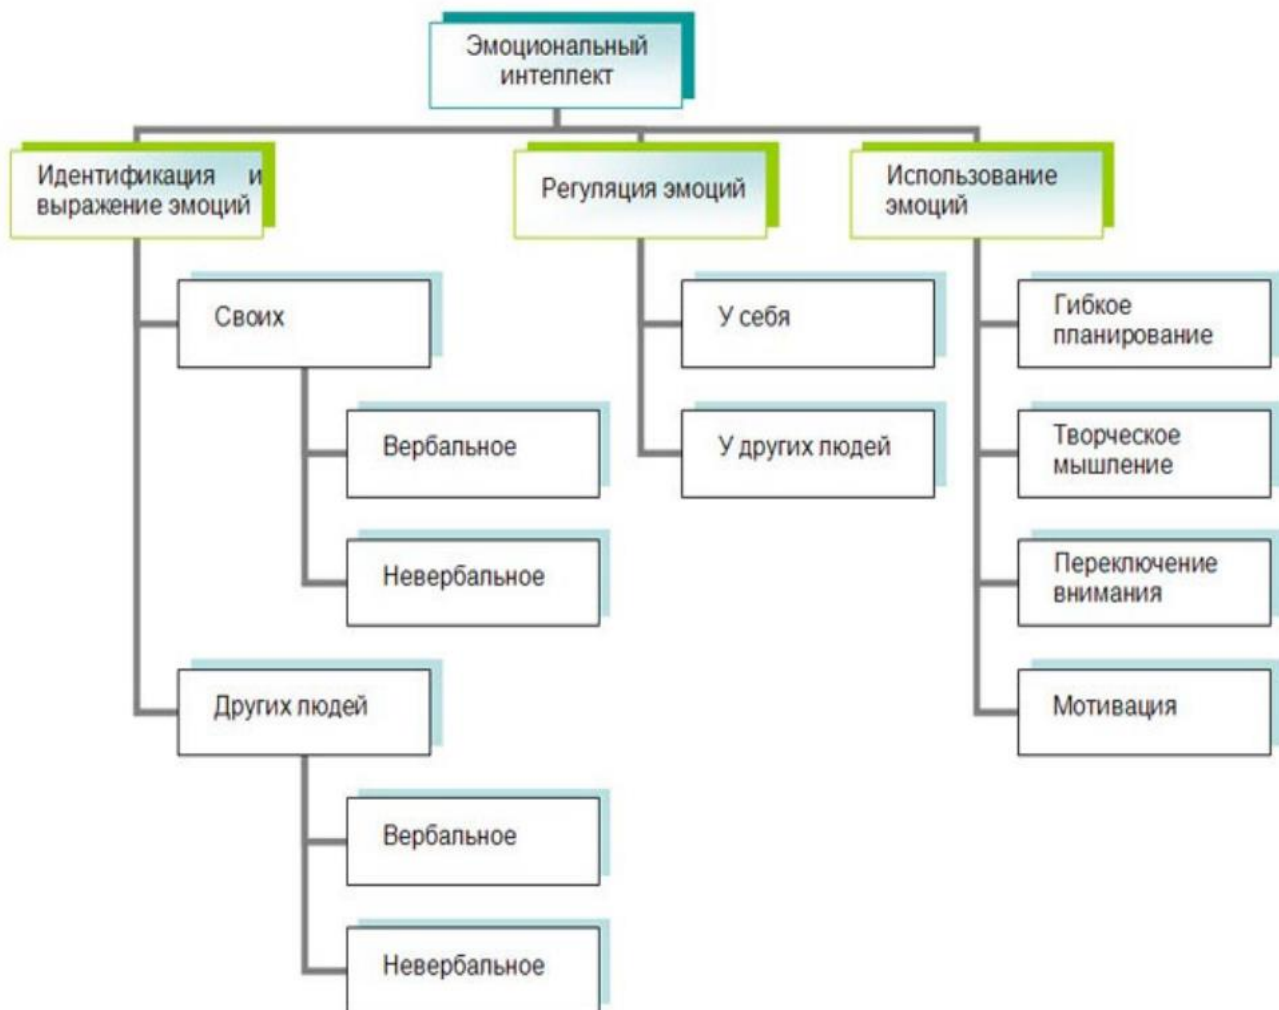 Эмоциональный
интеллект
Идентификация и
выражение эмоций
Регуляция эмоций
Использование
эмоций
Своих
Вербальное
Невербальное
Других людей
Вербальное
Невербальное
У себя
У других людей
Гибкое
планирование
Творческое
мышление
Переключение
внимания
Мотивация